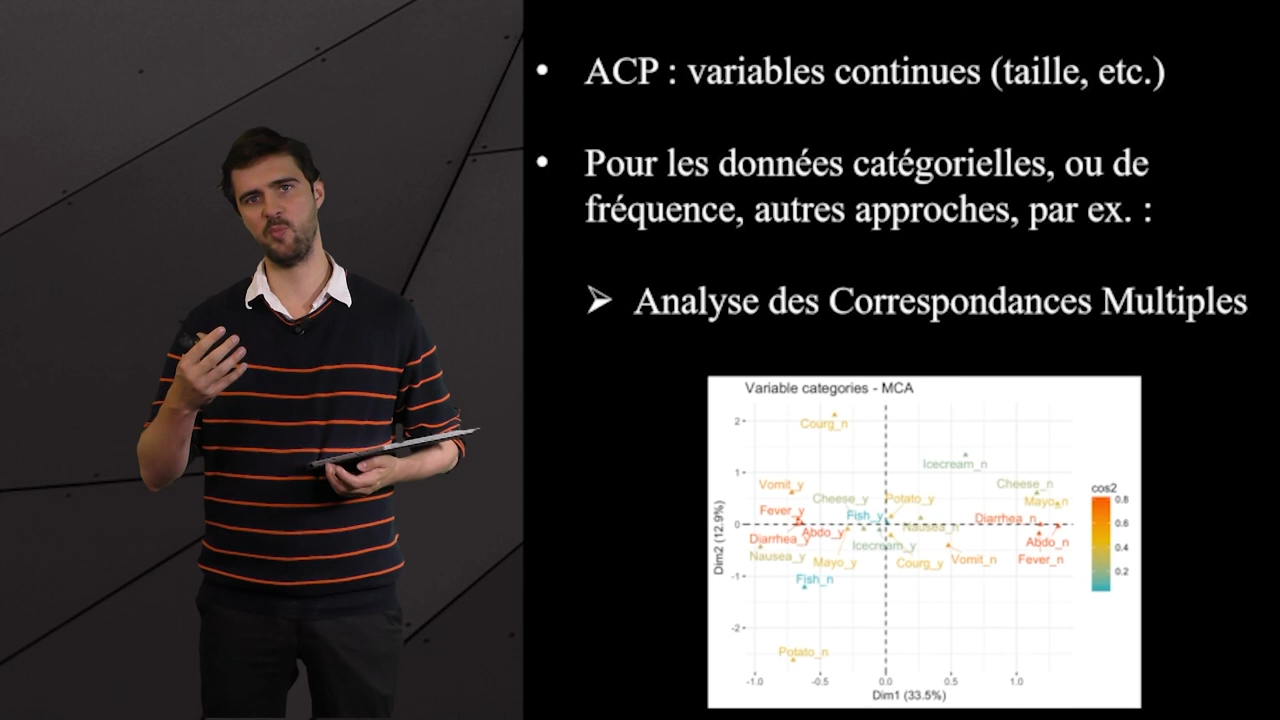 • ACP : variables continues (taille, etc.)
• Pour les données catégorielles, ou de
fréquence, autres approches, par ex. :
➢ Analyse des Correspondances Multiples
Variable categories - MCA
Courg_n
Icecream_n
Vomit_y
Cheese_y
Potato_y
Cheese_n
Mayo_n
Fever_y
Fish_y
Diarrhea_n
Nausea_n
Diarrhea_y
Abdo_y
Icecream_y
Abdo_n
Nausea_y
Mayo_y
Courg_y
Vomit_n
Fever_n
Fish_n
Potato_n
cos2
0.8
0.6
0.4
0.2
Dim2 (12.9%)
2
1
0
-1
-2
-1.0 -0.5 0.0 0.5 1.0
Dim1 (33.5%)